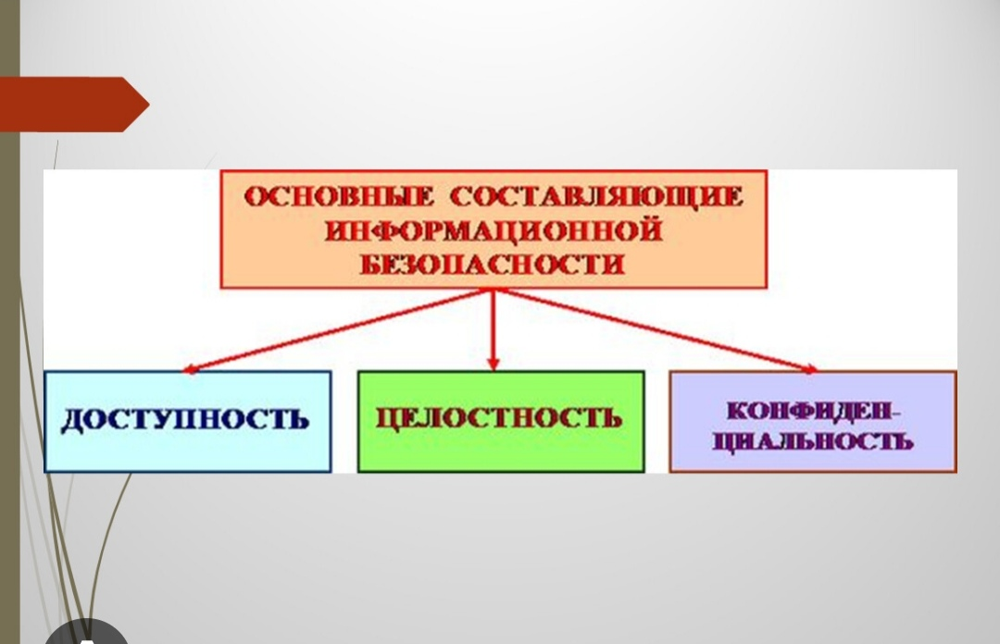 ОСНОВНЫЕ СОСТАВЛЯЮЩИЕ
ИНФОРМАЦИОННОЙ
БЕЗОПАСНОСТИ
ДОСТУПНОСТЬ
ЦЕЛОСТНОСТЬ
КОНФИДЕН-
ЦИАЛЬНОСТЬ